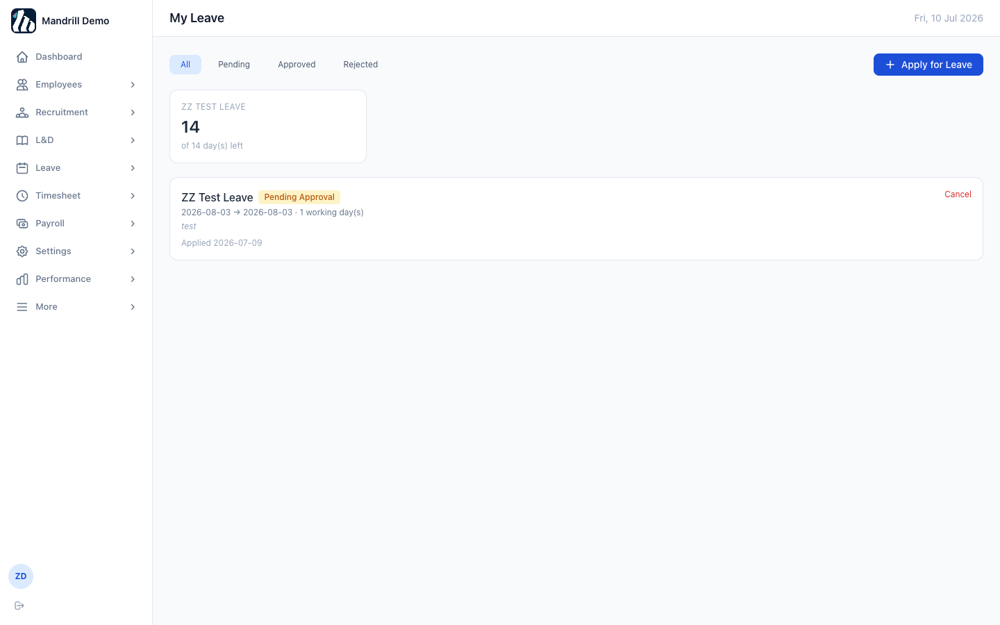 Mandrill Demo
Dashboard
Employees
Recruitment
L&D
Leave
Timesheet
Payroll
Settings
Performance
More
ZD
My Leave
Fri, 10 Jul 2026
All
Pending
Approved
Rejected
Apply for Leave
ZZ TEST LEAVE
14
of 14 day(s) left
ZZ Test Leave Pending Approval
Cancel
2026-08-03 → 2026-08-03 · 1 working day(s)
test
Applied 2026-07-09